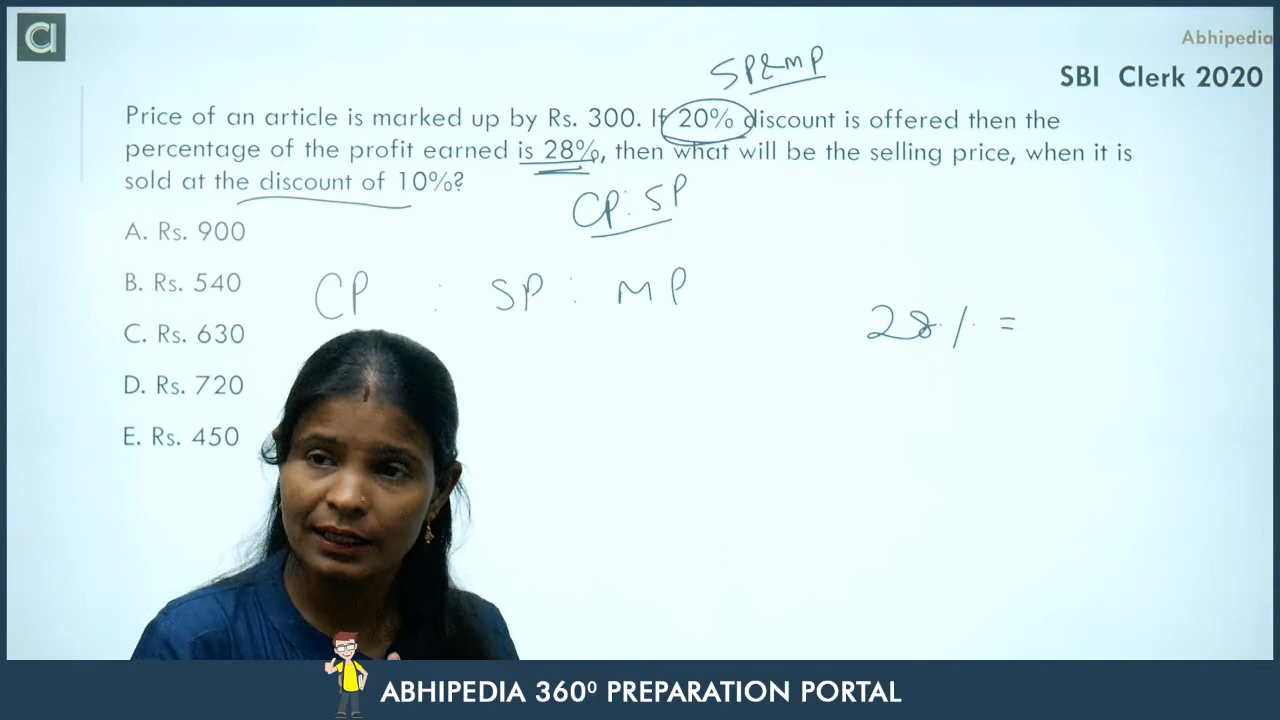 CA
Abhipedia
SBI Clerk 2020
SP & MP
Price of an article is marked up by Rs. 300. If 20% discount is offered then the
percentage of the profit earned is 28%, then what will be the selling price, when it is
sold at the discount of 10%?
CP : SP
A. Rs. 900
B. Rs. 540
C. Rs. 630
D. Rs. 720
E. Rs. 450
CP : SP : MP
28% =
ABHIPEDIA 360⁰ PREPARATION PORTAL